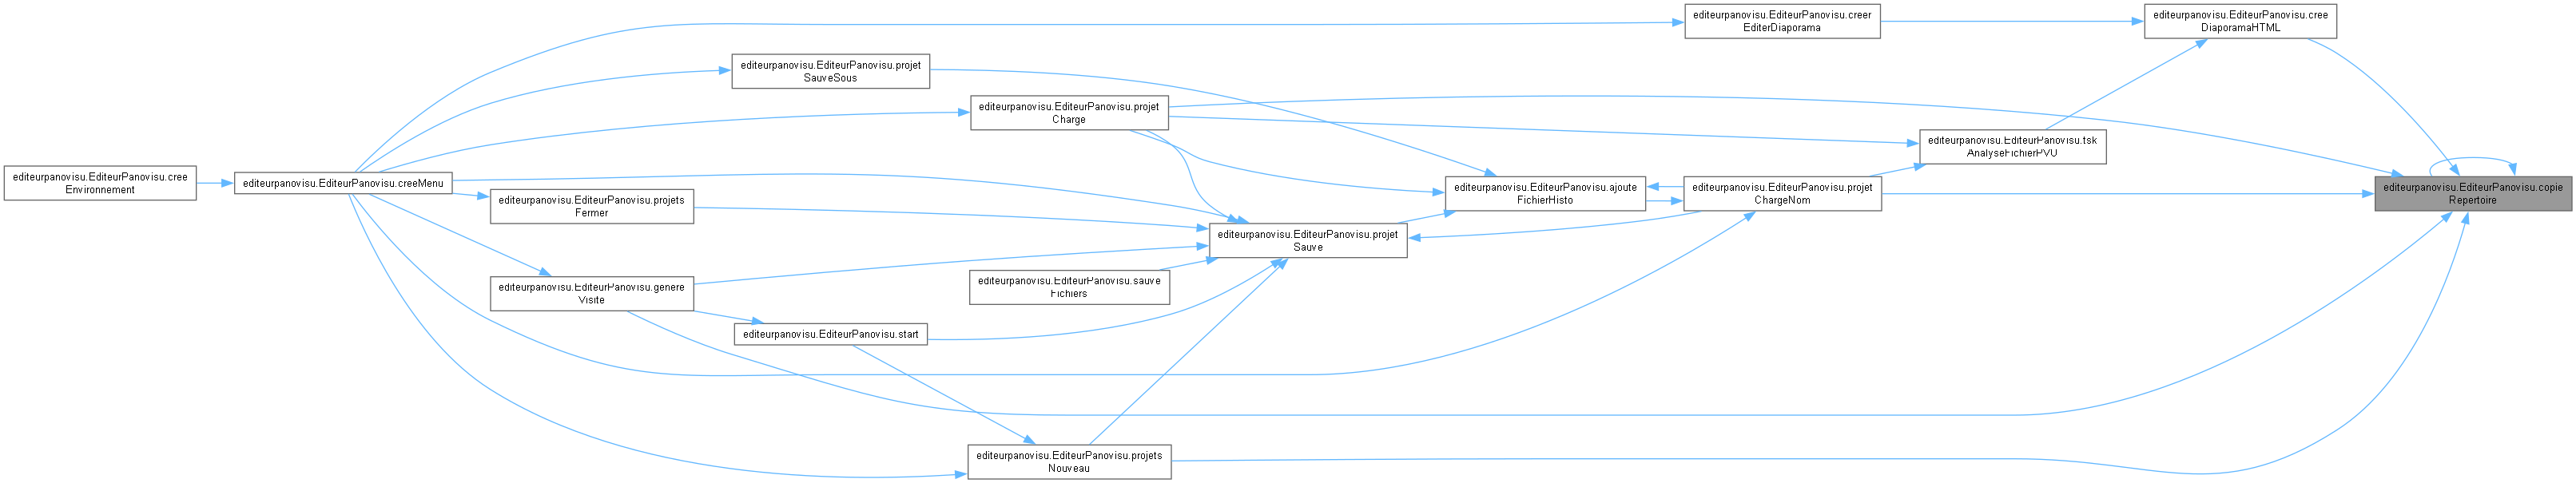 editeurpanovisu.EditeurPanovisu.creer
EditerDiaporama
editeurpanovisu.EditeurPanovisu.cree
DiaporamaHTML
editeurpanovisu.EditeurPanovisu.projet
SauveSous
editeurpanovisu.EditeurPanovisu.projet
Charge
editeurpanovisu.EditeurPanovisu.tsk
AnalyseFichierPVU
editeurpanovisu.EditeurPanovisu.cree
Environnement
editeurpanovisu.EditeurPanovisu.creeMenu
editeurpanovisu.EditeurPanovisu.projets
Fermer
editeurpanovisu.EditeurPanovisu.ajoute
FichierHisto
editeurpanovisu.EditeurPanovisu.projet
ChargeNom
editeurpanovisu.EditeurPanovisu.copie
Repertoire
editeurpanovisu.EditeurPanovisu.projet
Sauve
editeurpanovisu.EditeurPanovisu.genere
Visite
editeurpanovisu.EditeurPanovisu.sauve
Fichiers
editeurpanovisu.EditeurPanovisu.start
editeurpanovisu.EditeurPanovisu.projets
Nouveau